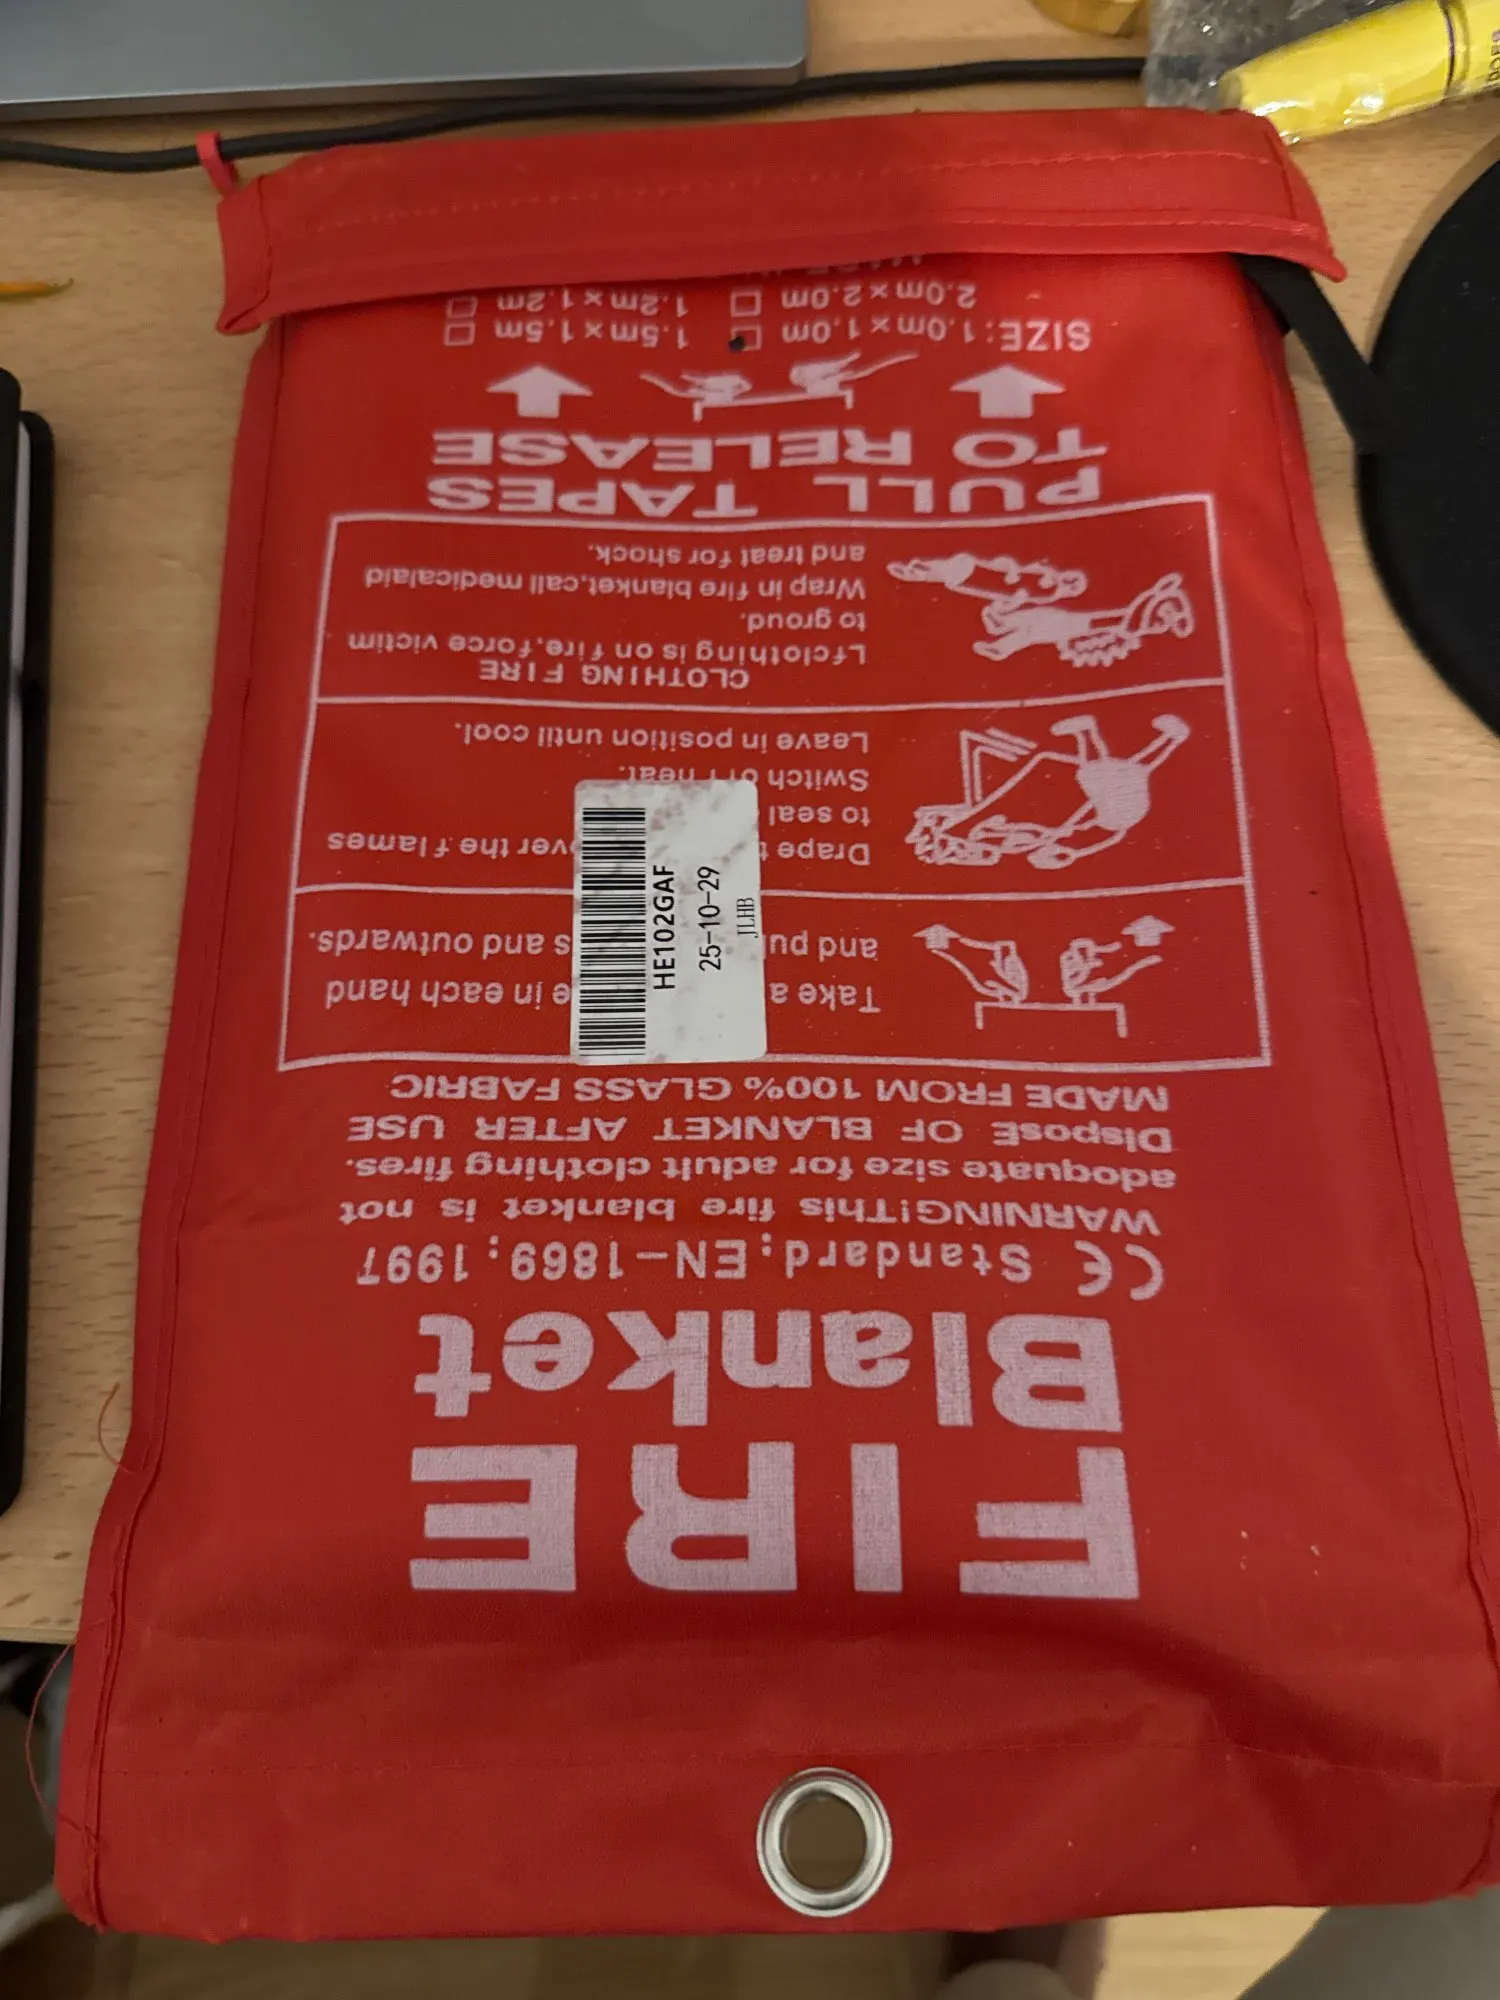 FIRE
Blanket
CE Standard:EN-1869:1997
WARNING!This fire blanket is not
adoquate size for adult clothing fires.
DIsposE OF BLANKET AFTER USE
MADE FROM 100% GLASS FABRIC
Take a in each hand
and and outwards.
Drape the flames
to seal
Switch heat.
Leave in position until cool.
HE102GAF
25-10-29
JLHB
CLOTHING FIRE
Lfclothing is on fire,force victim
to groud.
Wrap in fire blanket,call medicalaid
and treat for shock.
PULL TAPES
TO RELEASE
SIZE: 1.0m x 1.0m □ 1.5m x 1.5m □
2.0m x 2.0m □ 1.2m x 1.2m □